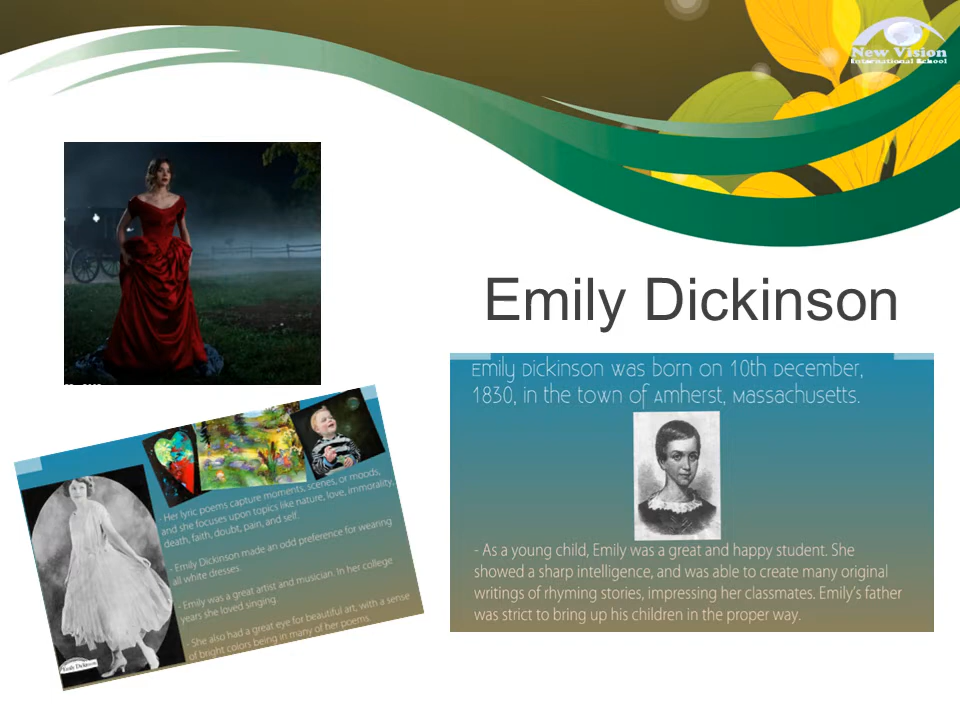 New Vision
International School
Emily Dickinson
Emily Dickinson was born on 10th December,
1830, in the town of Amherst, Massachusetts.
- As a young child, Emily was a great and happy student. She
showed a sharp intelligence, and was able to create many original
writings of rhyming stories, impressing her classmates. Emily's father
was strict to bring up his children in the proper way.
- Her lyric poems capture moments, scenes, or moods,
and she focuses upon topics like nature, love, immorality,
death, faith, doubt, pain, and self.
- Emily Dickinson made an odd preference for wearing
all white dresses.
- Emily was a great artist and musician. In her college
years she loved singing.
- She also had a great eye for beautiful art, with a sense
of bright colors being in many of her poems.
Emily Dickinson